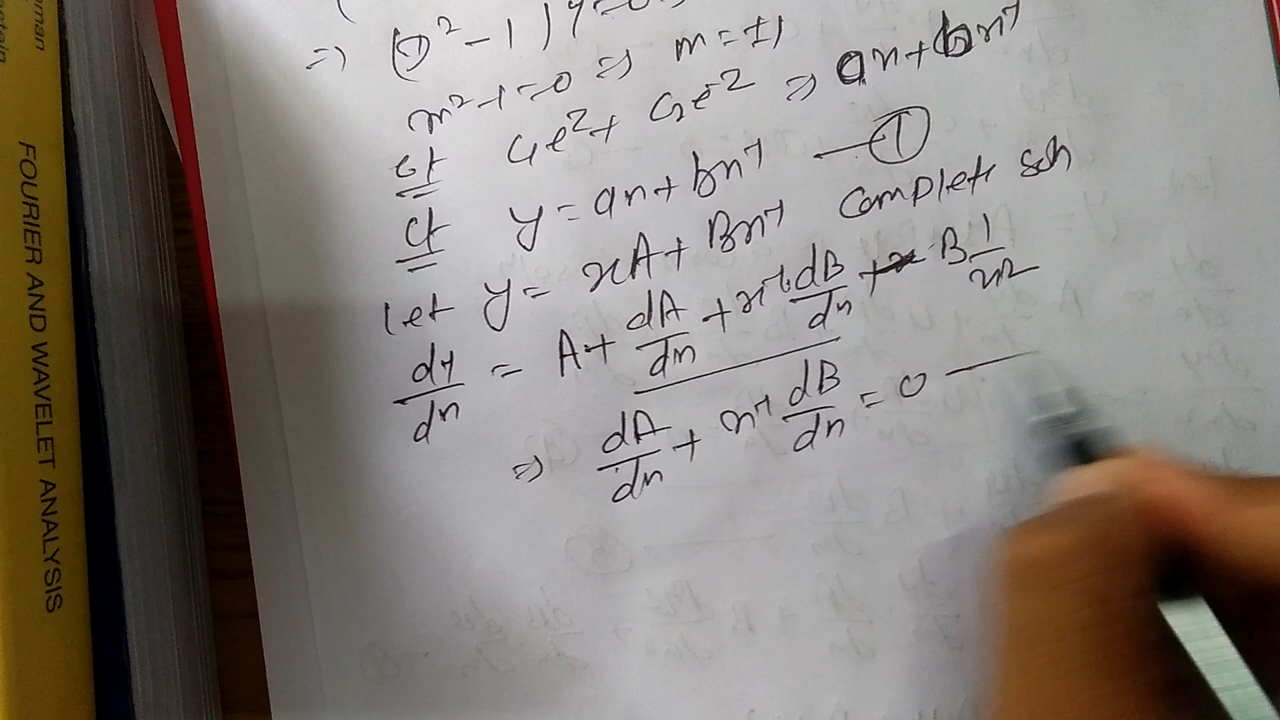 ⇒ (D² - 1) y = 0
m² - 1 = 0 ⇒ m = ±1
CF C₁e^z + C₂e^-z ⇒ ax + bx⁻¹
CF y = ax + bx⁻¹ — ①
Let y = xA + Bx⁻¹ Complete soln
dy/dx = A + dA/dx + x⁻¹ dB/dx + B 1/x²
⇒ dA/dx + x⁻¹ dB/dx = 0 —
FOURIER AND WAVELET ANALYSIS